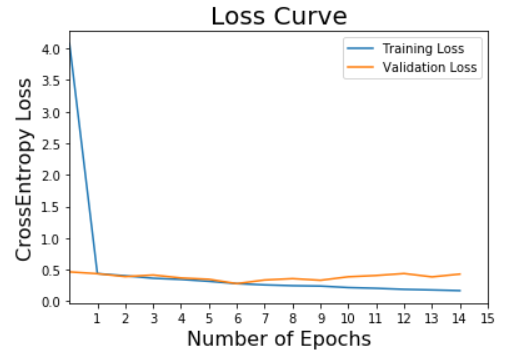 Loss Curve
Training Loss
Validation Loss
CrossEntropy Loss
4.0
3.5
3.0
2.5
2.0
1.5
1.0
0.5
0.0
1 2 3 4 5 6 7 8 9 10 11 12 13 14 15
Number of Epochs